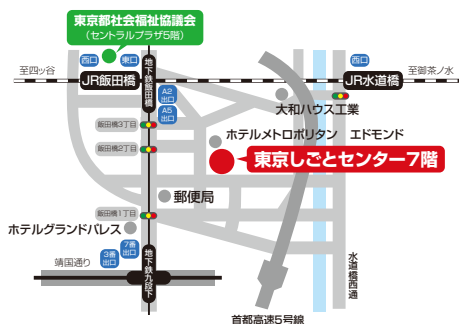 東京都社会福祉協議会
(セントラルプラザ5階)
西口
東口
地下鉄飯田橋
西口
至四ッ谷
至御茶ノ水
JR飯田橋
JR水道橋
A2
出口
A5
出口
大和ハウス工業
飯田橋3丁目
ホテルメトロポリタン エドモンド
飯田橋2丁目
東京しごとセンター7階
郵便局
飯田橋1丁目
ホテルグランドパレス
水道橋西通
7番
出口
3番
出口
地下鉄九段下
靖国通り
首都高速5号線